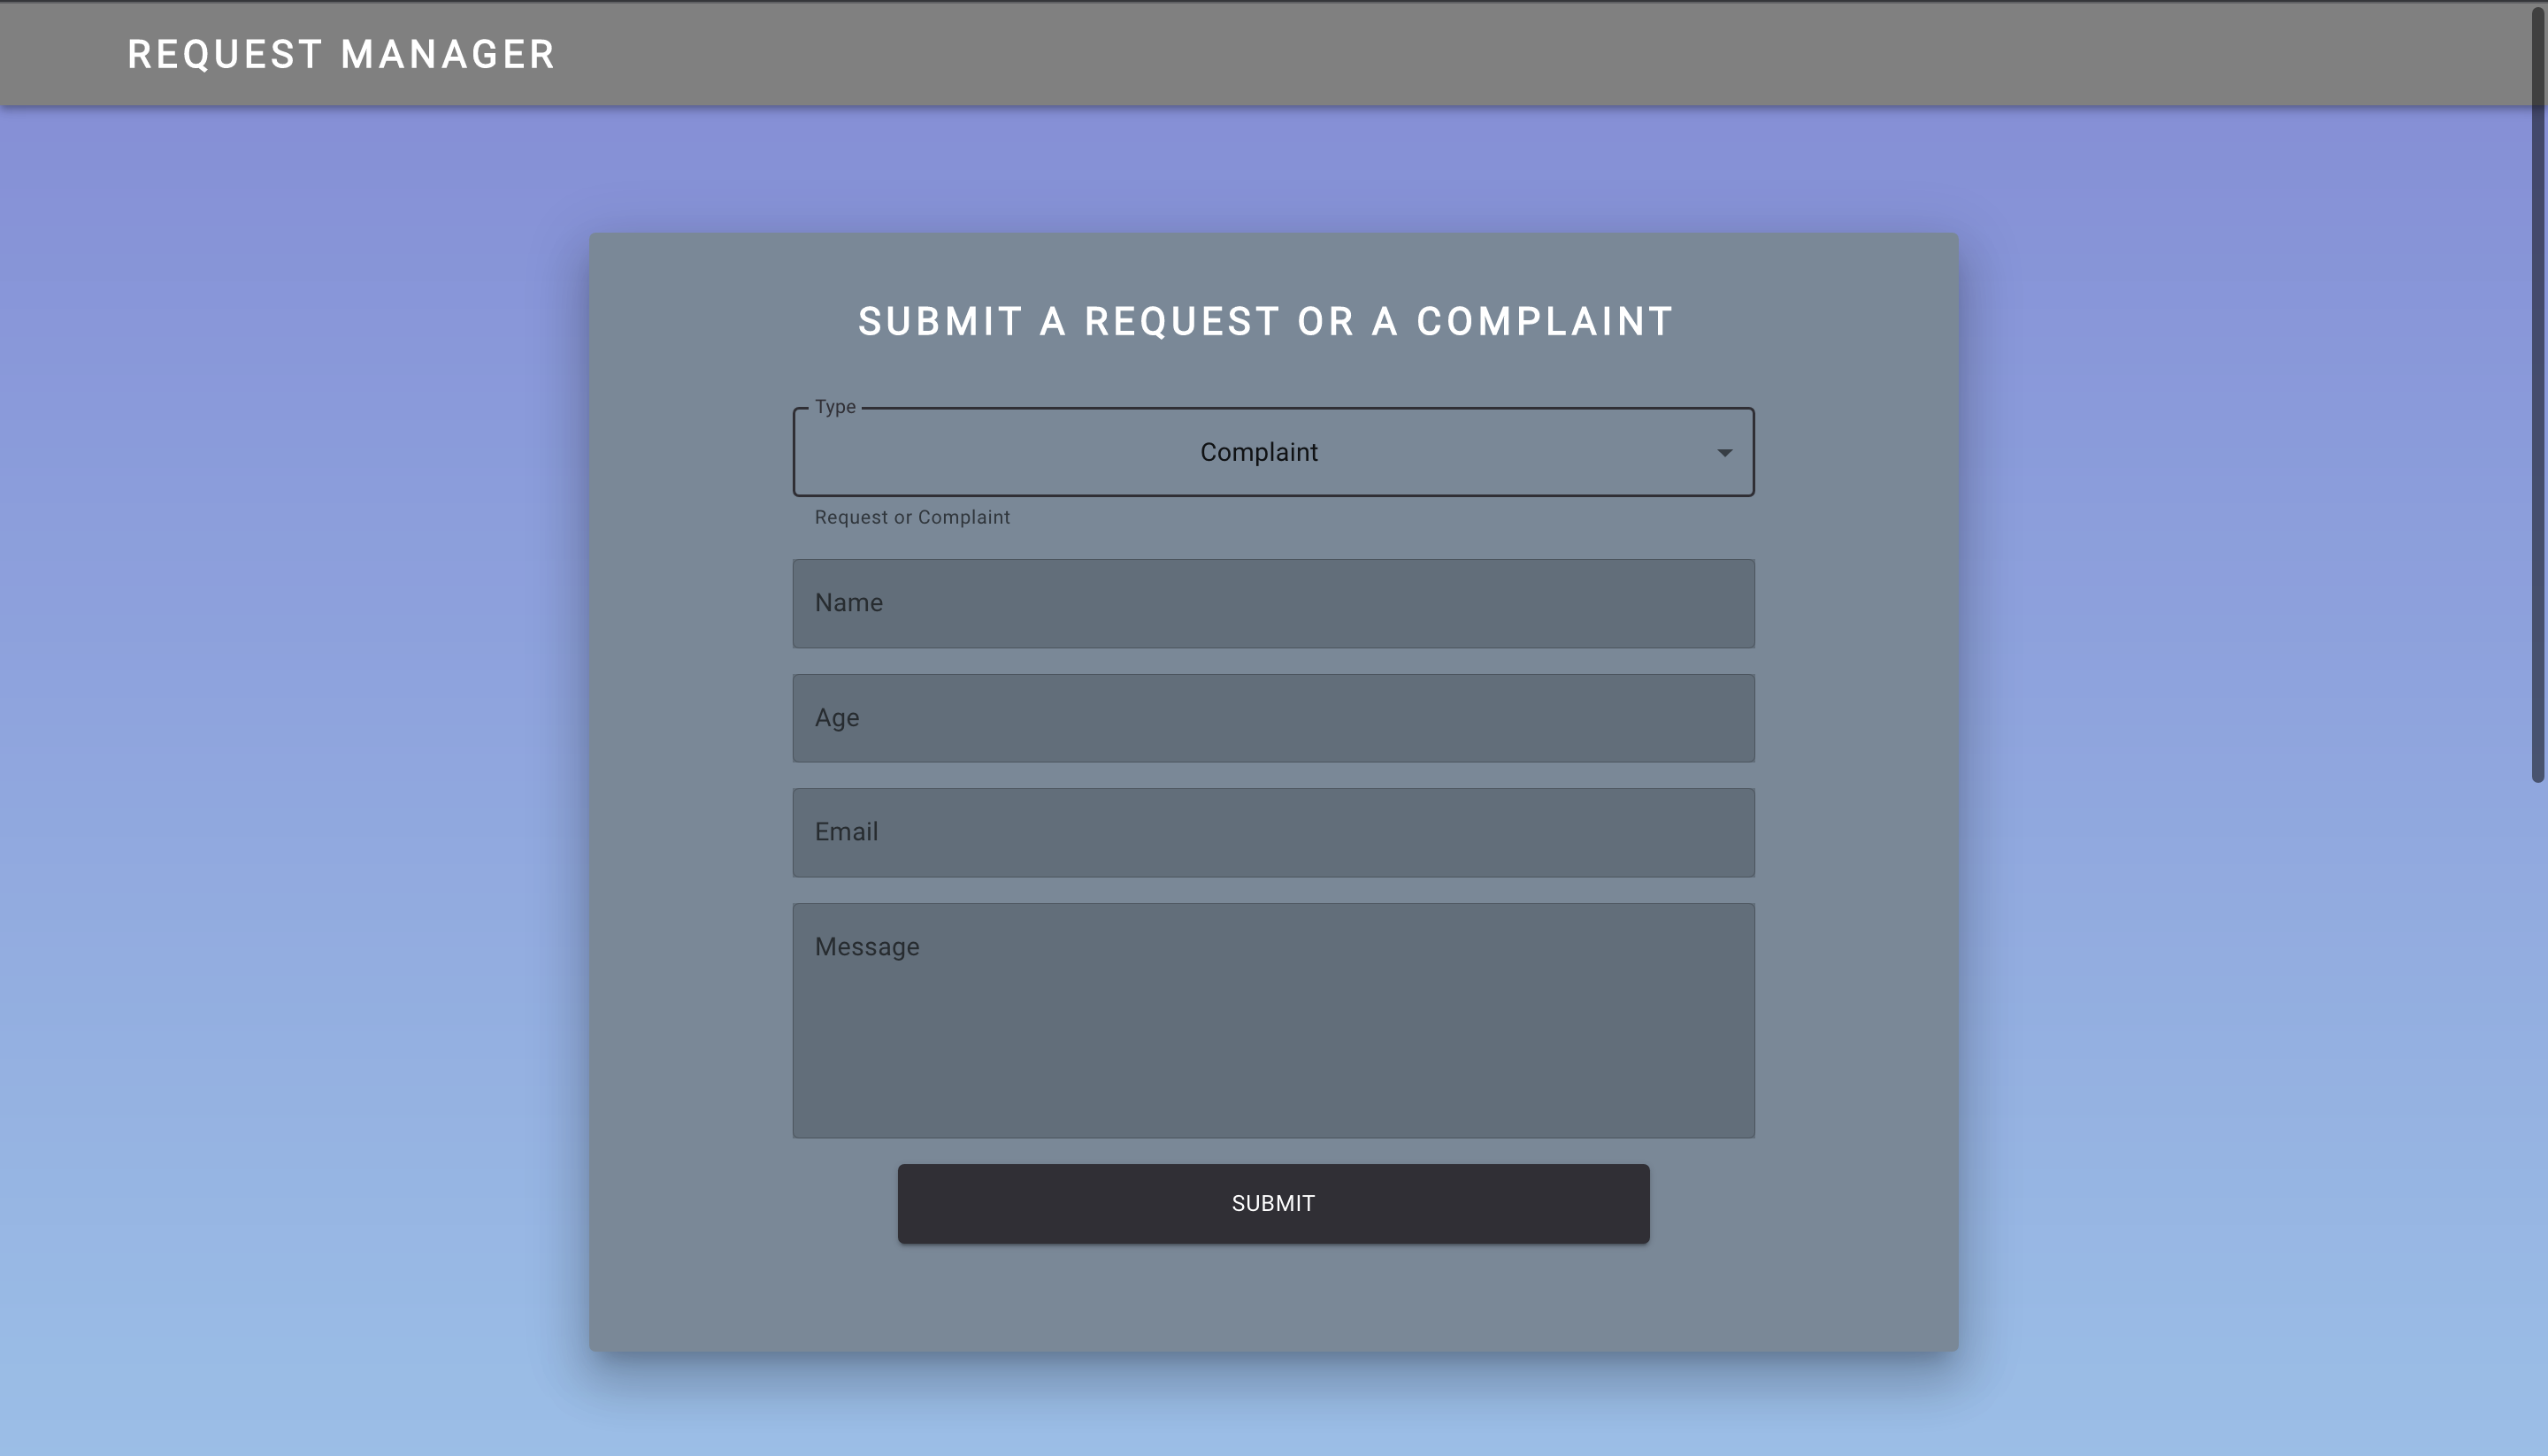 REQUEST MANAGER
SUBMIT A REQUEST OR A COMPLAINT
Type
Complaint
Request or Complaint
Name
Age
Email
Message
SUBMIT